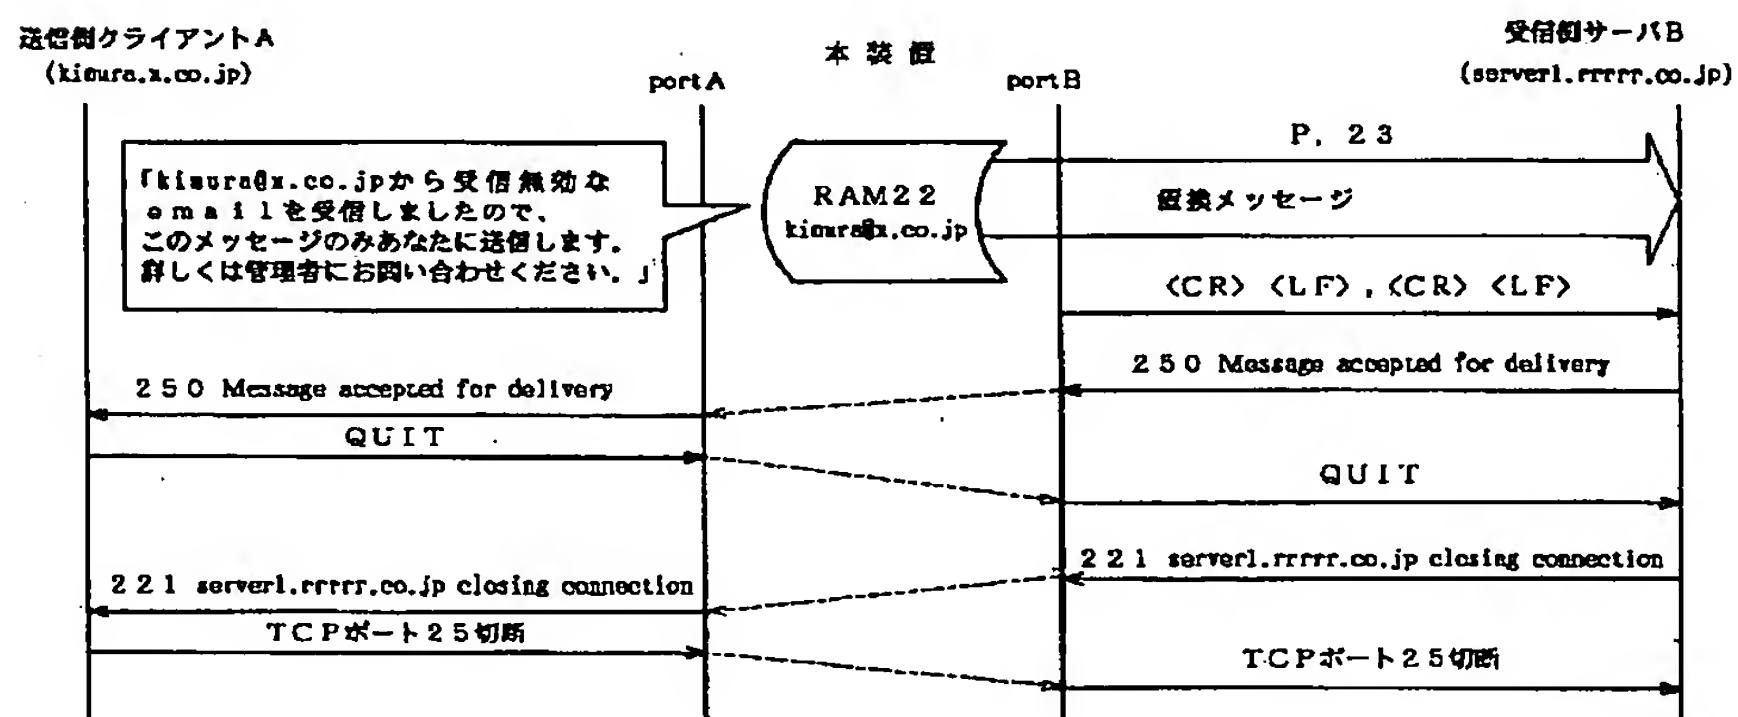 送信側クライアントA
(kimura.x.co.jp)
本装置
受信側サーバB
(server1.rrrrr.co.jp)
portA
portB
「kimura@x.co.jpから受信無効な
emailを受信しましたので、
このメッセージのみあなたに送信します。
詳しくは管理者にお問い合わせください。」
RAM22
kimura@x.co.jp
P.23
置換メッセージ
<CR> <LF> . <CR> <LF>
250 Message accepted for delivery
250 Message accepted for delivery
QUIT
QUIT
221 server1.rrrrr.co.jp closing connection
221 server1.rrrrr.co.jp closing connection
TCPポート25切断
TCPポート25切断